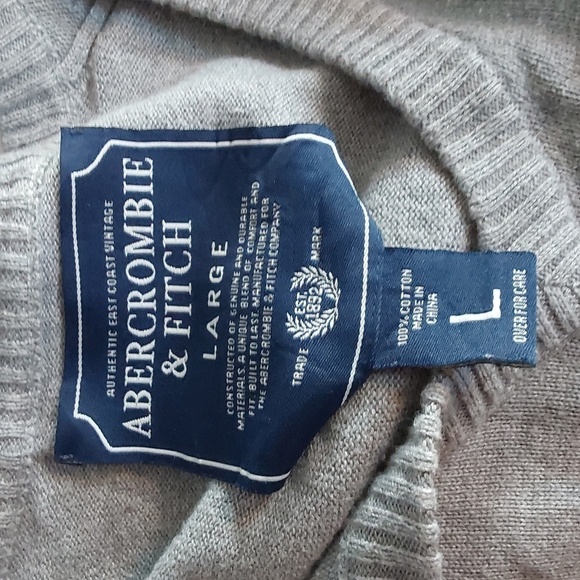 AUTHENTIC EAST COAST VINTAGE
ABERCROMBIE
& FITCH
LARGE
CONSTRUCTED OF GENUINE AND DURABLE
MATERIALS. A UNIQUE BLEND OF COMFORT AND
FIT. BUILT TO LAST. MANUFACTURED FOR
THE ABERCROMBIE & FITCH COMPANY
TRADE EST. 1892 MARK
100% COTTON
MADE IN
CHINA
L
OVER FOR CARE